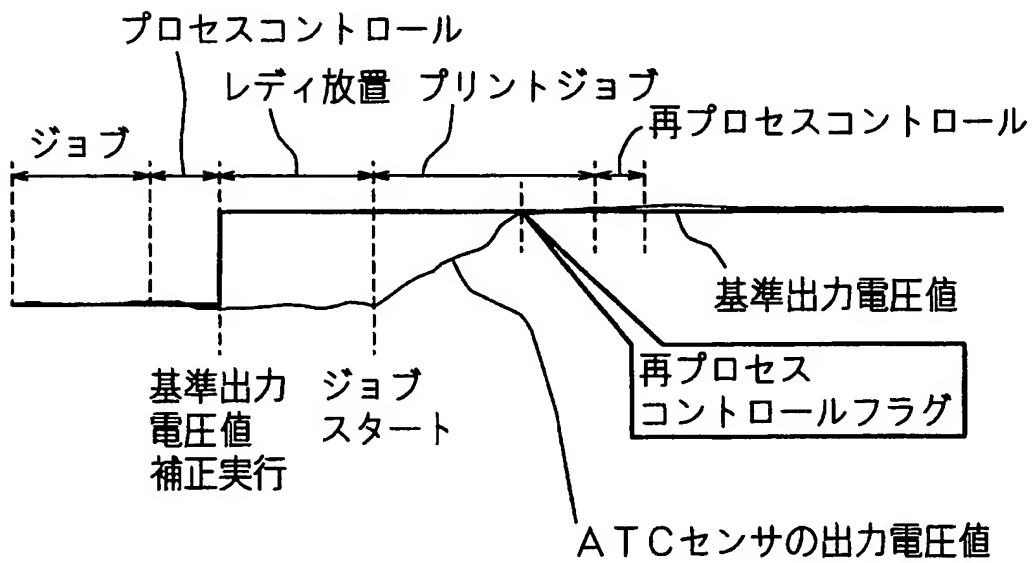 プロセスコントロール
レディ放置
プリントジョブ
再プロセスコントロール
ジョブ
基準出力電圧値
基準出力
電圧値
補正実行
ジョブ
スタート
再プロセス
コントロールフラグ
ATCセンサの出力電圧値